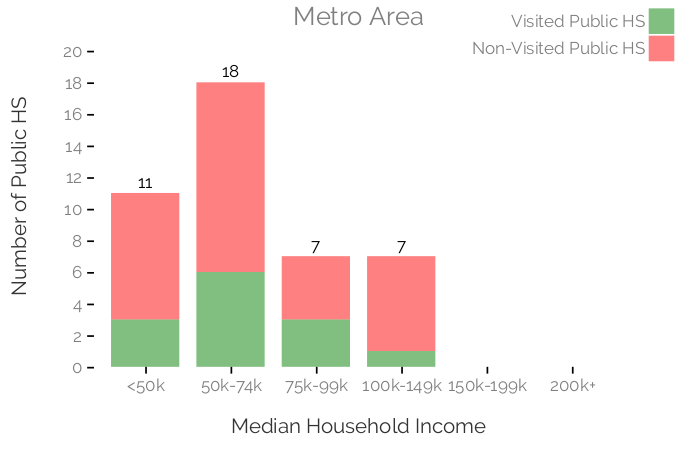 Metro Area
Visited Public HS
Non-Visited Public HS
Number of Public HS
20
18
16
14
12
10
8
6
4
2
0
11
18
7
7
<50k
50k-74k
75k-99k
100k-149k
150k-199k
200k+
Median Household Income